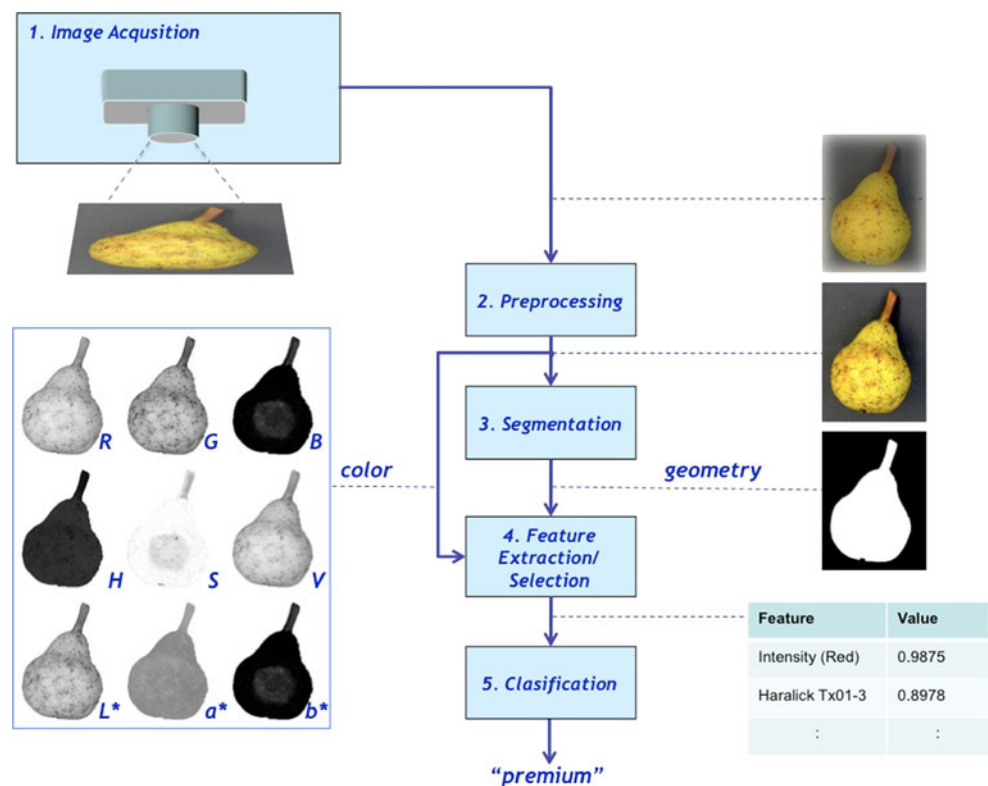 1. Image Acqusition
2. Preprocessing
3. Segmentation
color
geometry
4. Feature
Extraction/
Selection
5. Clasification
“premium”
R G B
H S V
L* a* b*
Feature Value
Intensity (Red) 0.9875
Haralick Tx01-3 0.8978
: :